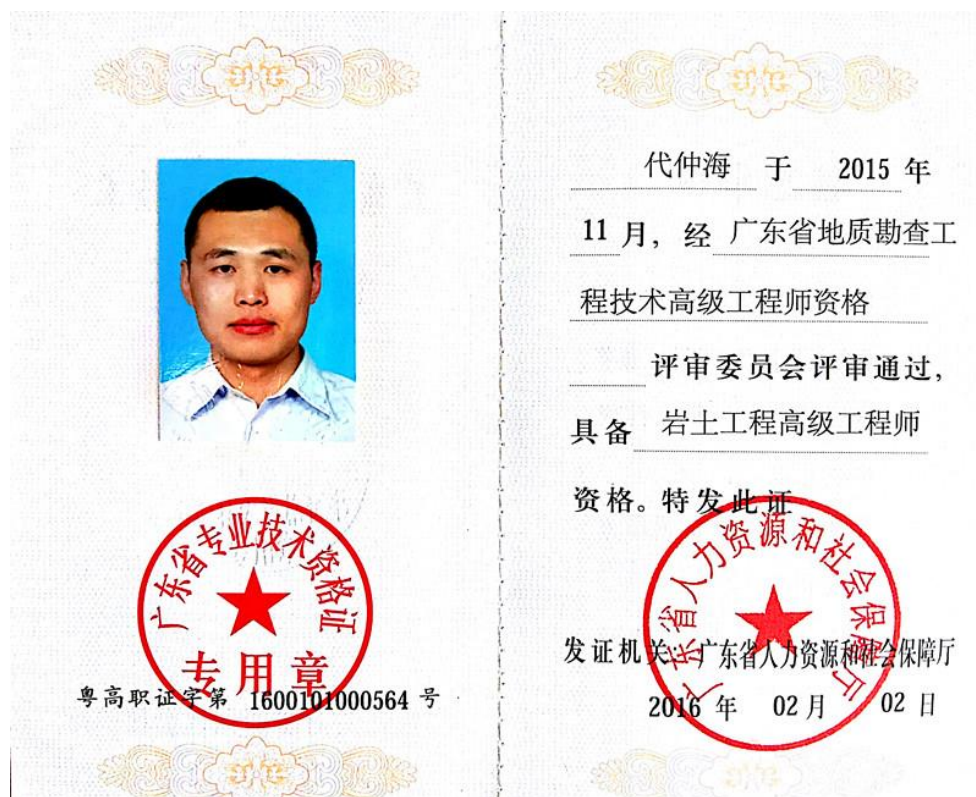 广东省专业技术资格证
专用章
粤高职证字第 1600101000564 号
代仲海 于 2015 年
11 月，经 广东省地质勘查工
程技术高级工程师资格
评审委员会评审通过，
具备 岩土工程高级工程师
资格。特发此证
广东省人力资源和社会保障厅
发证机关：广东省人力资源和社会保障厅
2016 年 02 月 02 日